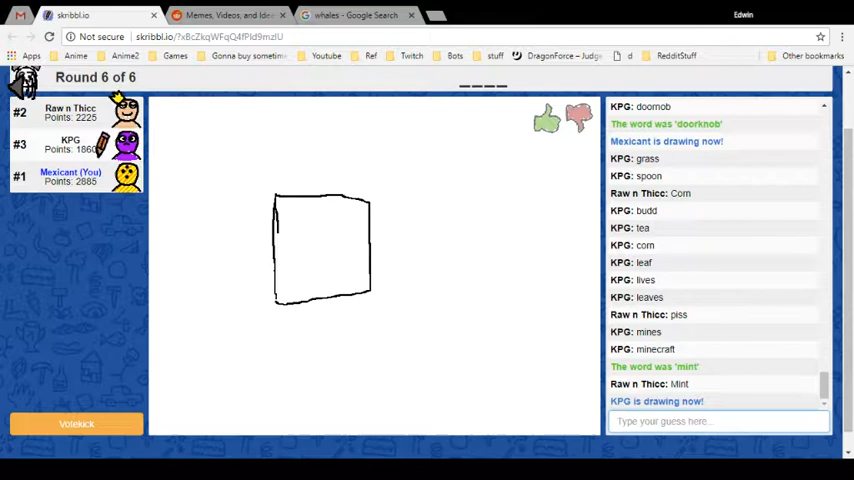 Edwin
skribbl.io
Memes, Videos, and Ide
whales - Google Search
Not secure
skribbl.io/?xBcZkqWFqQ4fPId9mzIU
Apps
Anime
Anime2
Games
Gonna buy sometime
Youtube
Ref
Twitch
Bots
stuff
DragonForce – Judge
d
RedditStuff
Other bookmarks
Round 6 of 6
_ _ _ _
#2
Raw n Thicc
Points: 2225
#3
KPG
Points: 1860
#1
Mexicant (You)
Points: 2885
Votekick
KPG: doornob
The word was 'doorknob'
Mexicant is drawing now!
KPG: grass
KPG: spoon
Raw n Thicc: Corn
KPG: budd
KPG: tea
KPG: corn
KPG: leaf
KPG: lives
KPG: leaves
Raw n Thicc: piss
KPG: mines
KPG: minecraft
The word was 'mint'
Raw n Thicc: Mint
KPG is drawing now!
Type your guess here...